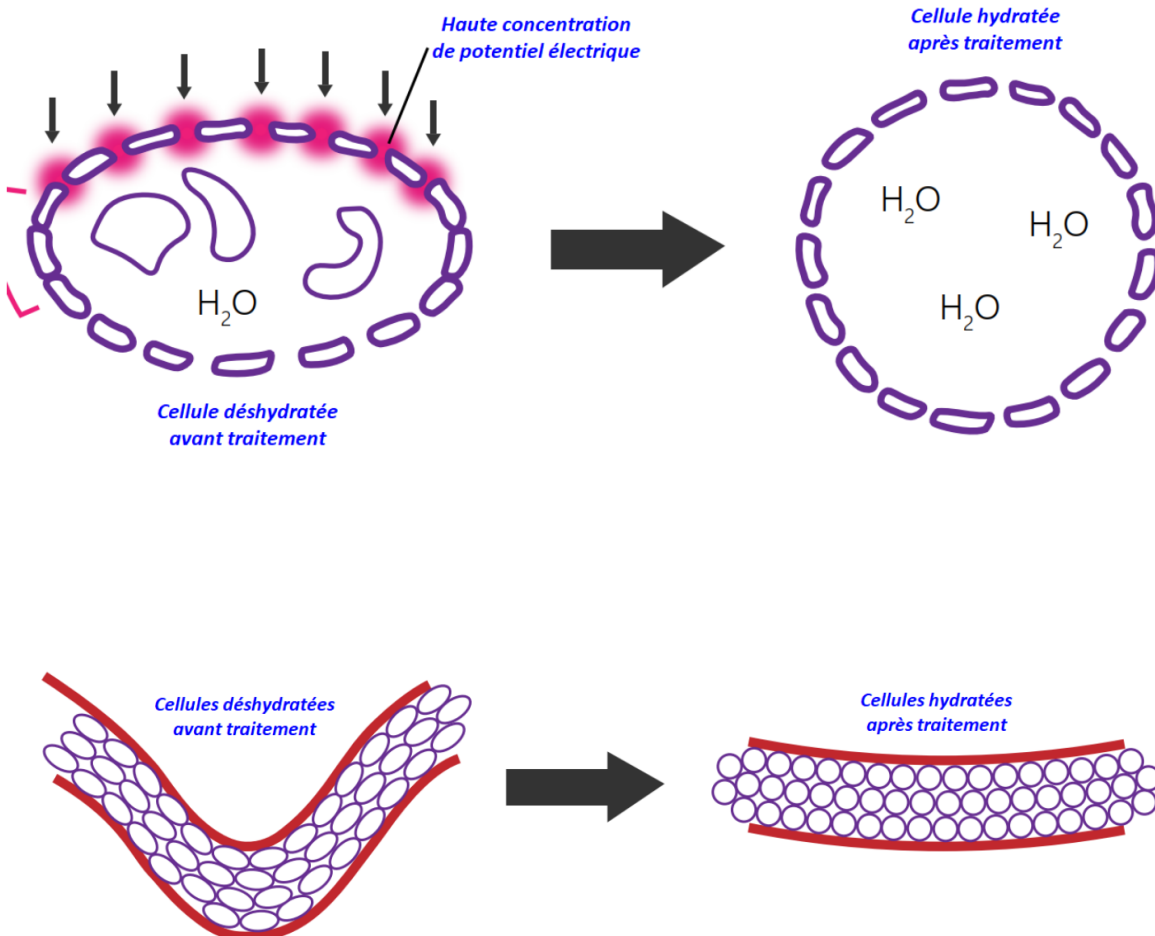 Haute concentration
de potentiel électrique
Cellule hydratée
après traitement
H₂O
H₂O
H₂O
H₂O
Cellule déshydratée
avant traitement
Cellules déshydratées
avant traitement
Cellules hydratées
après traitement